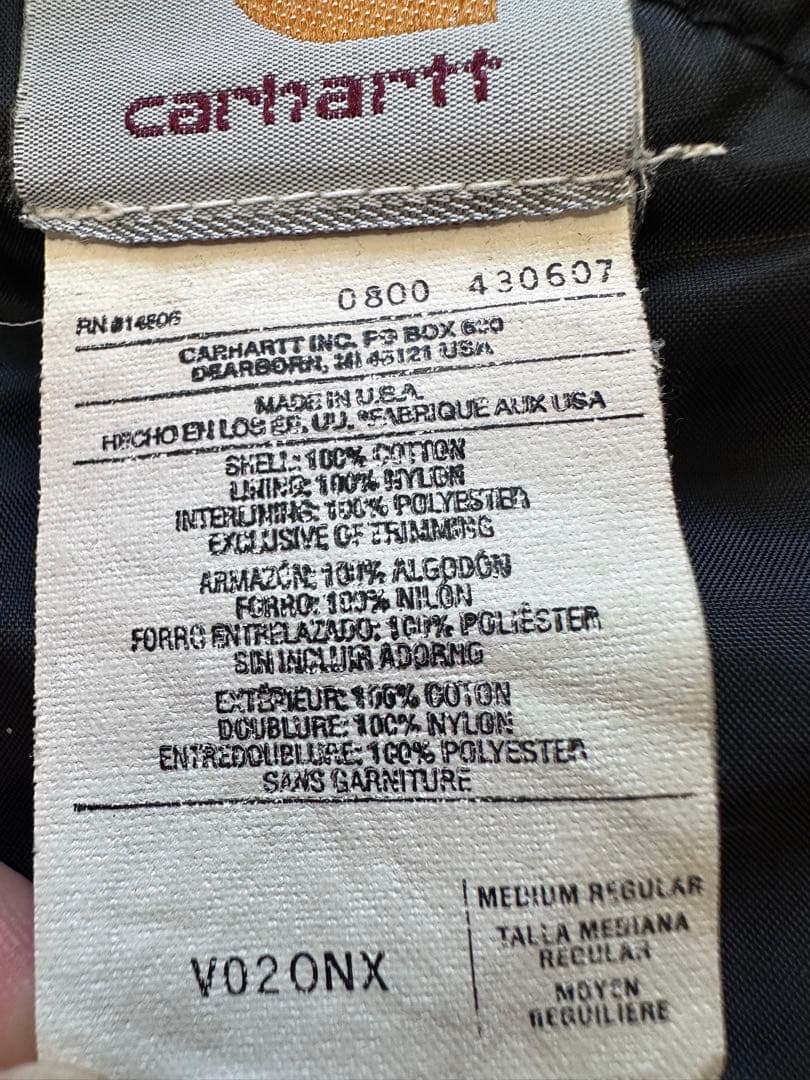 carhartt
RN #14806 0800 430607
CARHARTT INC. PO BOX 600
DEARBORN, MI 48121 USA
MADE IN U.S.A.
HECHO EN LOS EE. UU. *FABRIQUE AUX USA
SHELL: 100% COTTON
LINING: 100% NYLON
INTERLINING: 100% POLYESTER
EXCLUSIVE OF TRIMMING
ARMAZÓN: 100% ALGODÓN
FORRO: 100% NILÓN
FORRO ENTRELAZADO: 100% POLIÉSTER
SIN INCLUIR ADORNO
EXTÉRIEUR: 100% COTON
DOUBLURE: 100% NYLON
ENTREDOUBLURE: 100% POLYESTER
SANS GARNITURE
V02ONX
MEDIUM REGULAR
TALLA MEDIANA
REGULAR
MOYEN
REGUILIERE